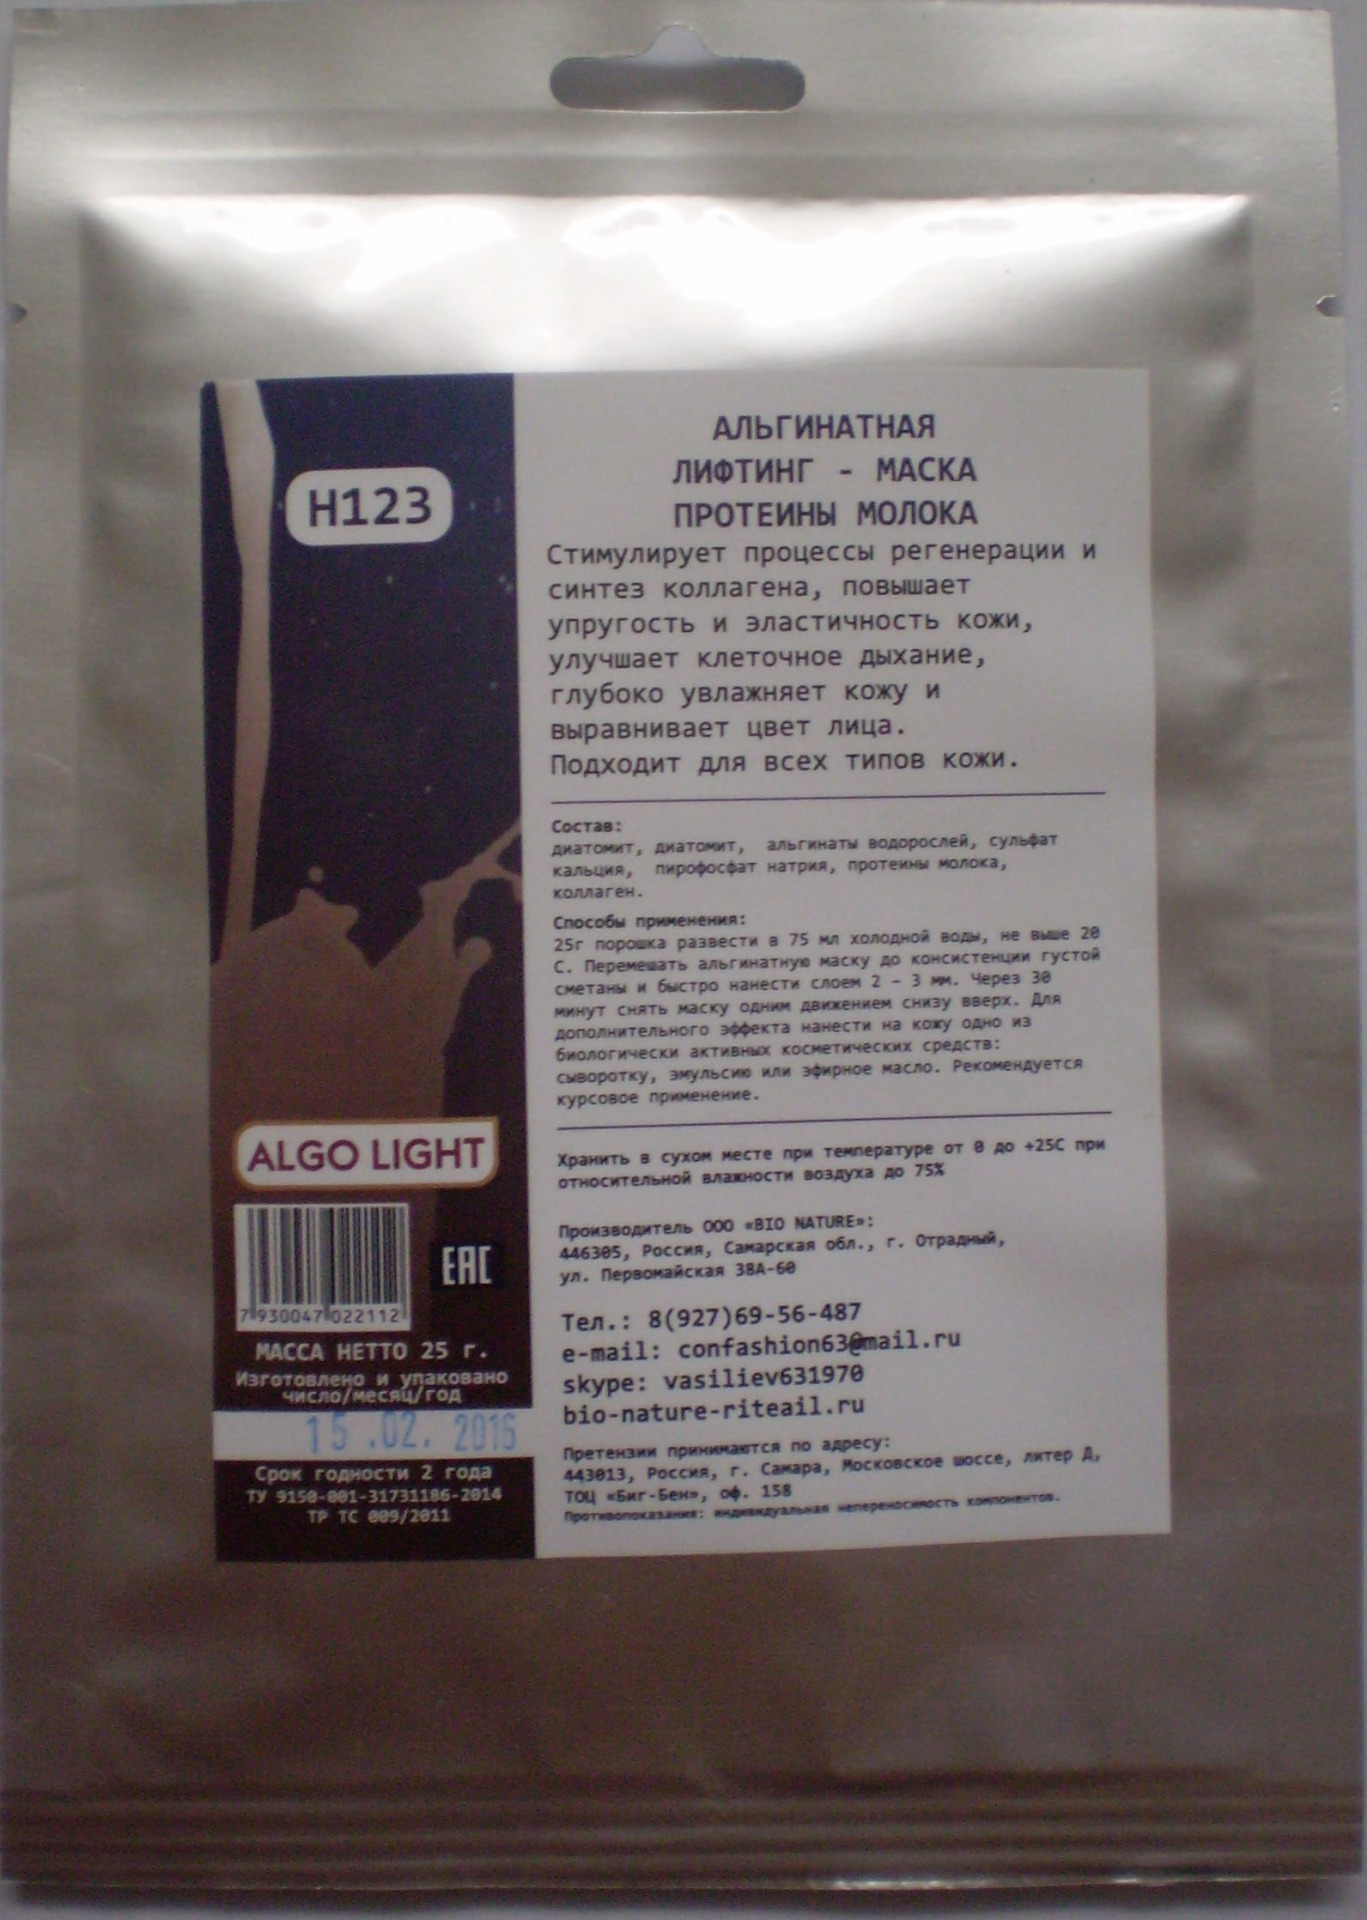 H123
ALGO LIGHT
EAC
7 930047 022112
МАССА НЕТТО 25 г.
Изготовлено и упаковано
число/месяц/год
15.02.2016
Срок годности 2 года
ТУ 9150-001-31731186-2014
ТР ТС 009/2011
АЛЬГИНАТНАЯ
ЛИФТИНГ - МАСКА
ПРОТЕИНЫ МОЛОКА
Стимулирует процессы регенерации и
синтез коллагена, повышает
упругость и эластичность кожи,
улучшает клеточное дыхание,
глубоко увлажняет кожу и
выравнивает цвет лица.
Подходит для всех типов кожи.
Состав:
диатомит, диатомит, альгинаты водорослей, сульфат
кальция, пирофосфат натрия, протеины молока,
коллаген.
Способы применения:
25г порошка развести в 75 мл холодной воды, не выше 20
С. Перемешать альгинатную маску до консистенции густой
сметаны и быстро нанести слоем 2 – 3 мм. Через 30
минут снять маску одним движением снизу вверх. Для
дополнительного эффекта нанести на кожу одно из
биологически активных косметических средств:
сыворотку, эмульсию или эфирное масло. Рекомендуется
курсовое применение.
Хранить в сухом месте при температуре от 0 до +25С при
относительной влажности воздуха до 75%
Производитель ООО «BIO NATURE»:
446305, Россия, Самарская обл., г. Отрадный,
ул. Первомайская 38А-60
Тел.: 8(927)69-56-487
e-mail: confashion63@mail.ru
skype: vasiliev631970
bio-nature-riteail.ru
Претензии принимаются по адресу:
443013, Россия, г. Самара, Московское шоссе, литер Д,
ТОЦ «Биг-Бен», оф. 158
Противопоказания: индивидуальная непереносимость компонентов.